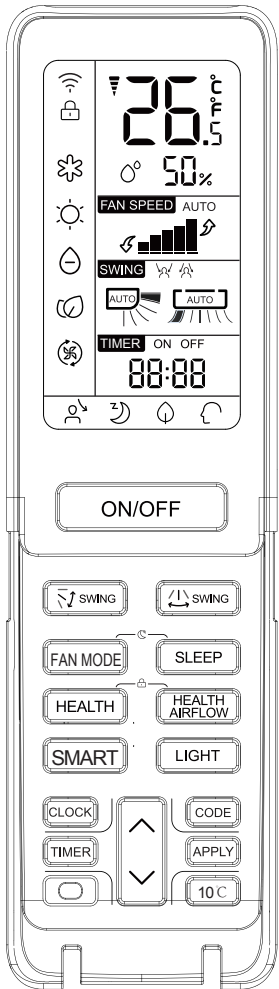 26.5 °C °F
50%
FAN SPEED AUTO
SWING
AUTO AUTO
TIMER ON OFF
88:88
z
ON/OFF
SWING SWING
FAN MODE SLEEP
HEALTH HEALTH AIRFLOW
SMART LIGHT
CLOCK CODE
TIMER APPLY
10℃